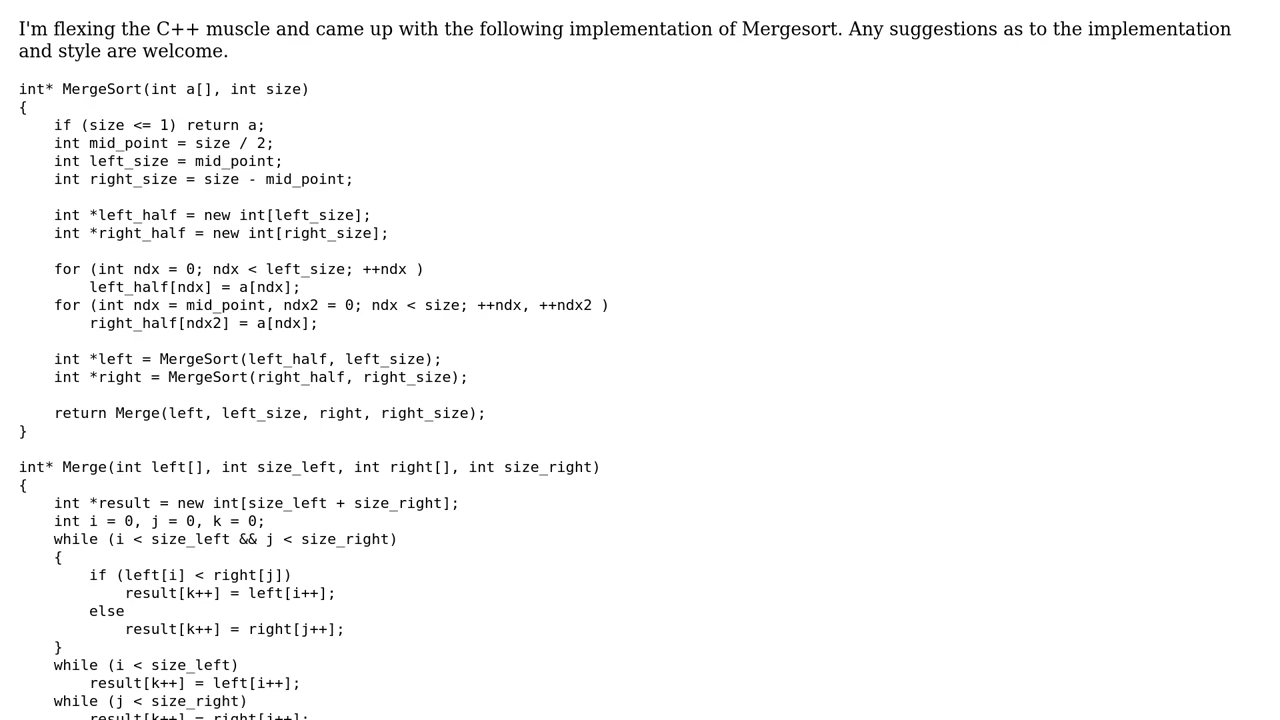 I'm flexing the C++ muscle and came up with the following implementation of Mergesort. Any suggestions as to the implementation
and style are welcome.
int* MergeSort(int a[], int size)
{
    if (size <= 1) return a;
    int mid_point = size / 2;
    int left_size = mid_point;
    int right_size = size - mid_point;

    int *left_half = new int[left_size];
    int *right_half = new int[right_size];

    for (int ndx = 0; ndx < left_size; ++ndx )
        left_half[ndx] = a[ndx];
    for (int ndx = mid_point, ndx2 = 0; ndx < size; ++ndx, ++ndx2 )
        right_half[ndx2] = a[ndx];

    int *left = MergeSort(left_half, left_size);
    int *right = MergeSort(right_half, right_size);

    return Merge(left, left_size, right, right_size);
}

int* Merge(int left[], int size_left, int right[], int size_right)
{
    int *result = new int[size_left + size_right];
    int i = 0, j = 0, k = 0;
    while (i < size_left && j < size_right)
    {
        if (left[i] < right[j])
            result[k++] = left[i++];
        else
            result[k++] = right[j++];
    }
    while (i < size_left)
        result[k++] = left[i++];
    while (j < size_right)
        result[k++] = right[j++];